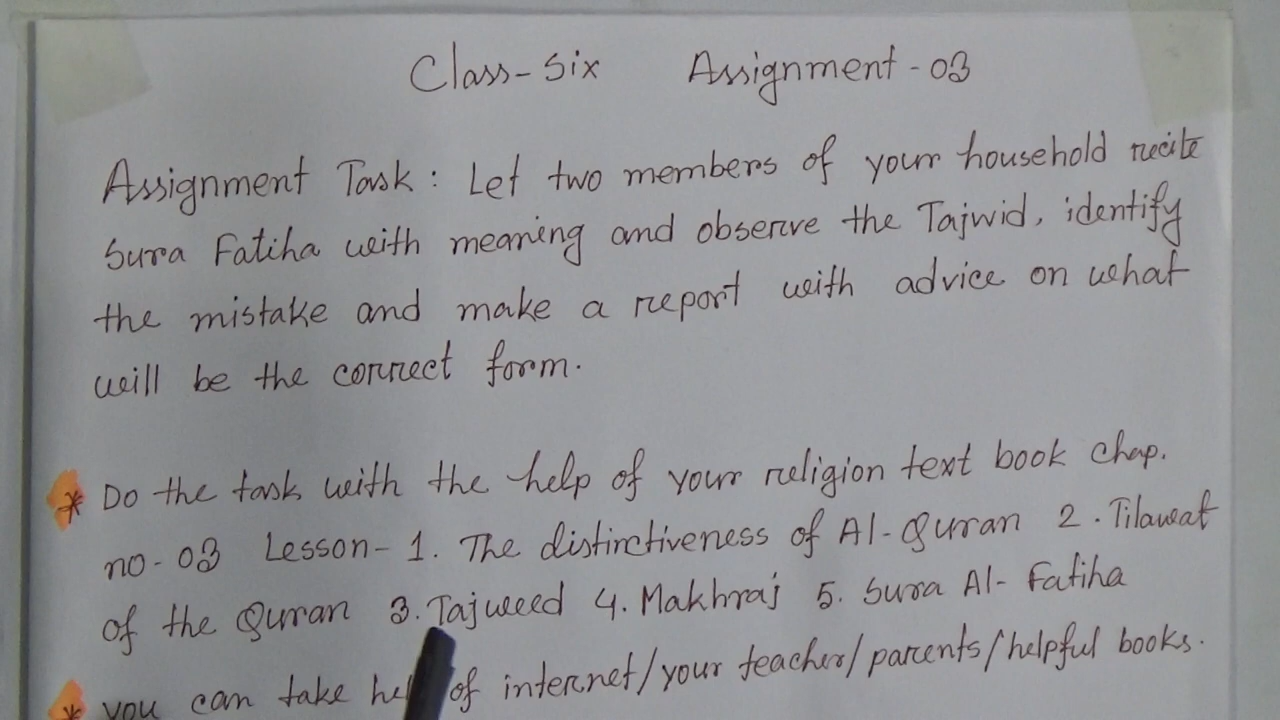 Class-Six Assignment-03
Assignment Task: Let two members of your household recite
Sura Fatiha with meaning and observe the Tajwid, identify
the mistake and make a report with advice on what
will be the correct form.
* Do the task with the help of your religion text book chap.
no-03 Lesson-1. The distinctiveness of Al-Quran 2. Tilawat
of the Quran 3. Tajweed 4. Makhraj 5. Sura Al-Fatiha
* you can take of internet/your teacher/parents/helpful books.